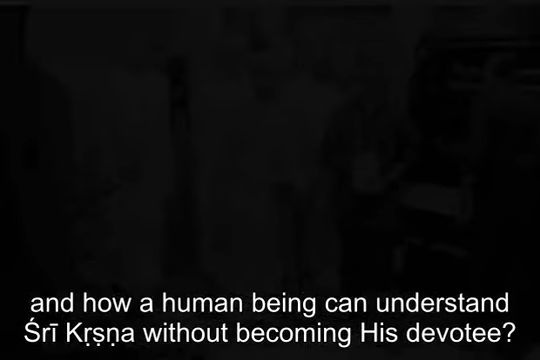 and how a human being can understand
Śrī Kṛṣṇa without becoming His devotee?